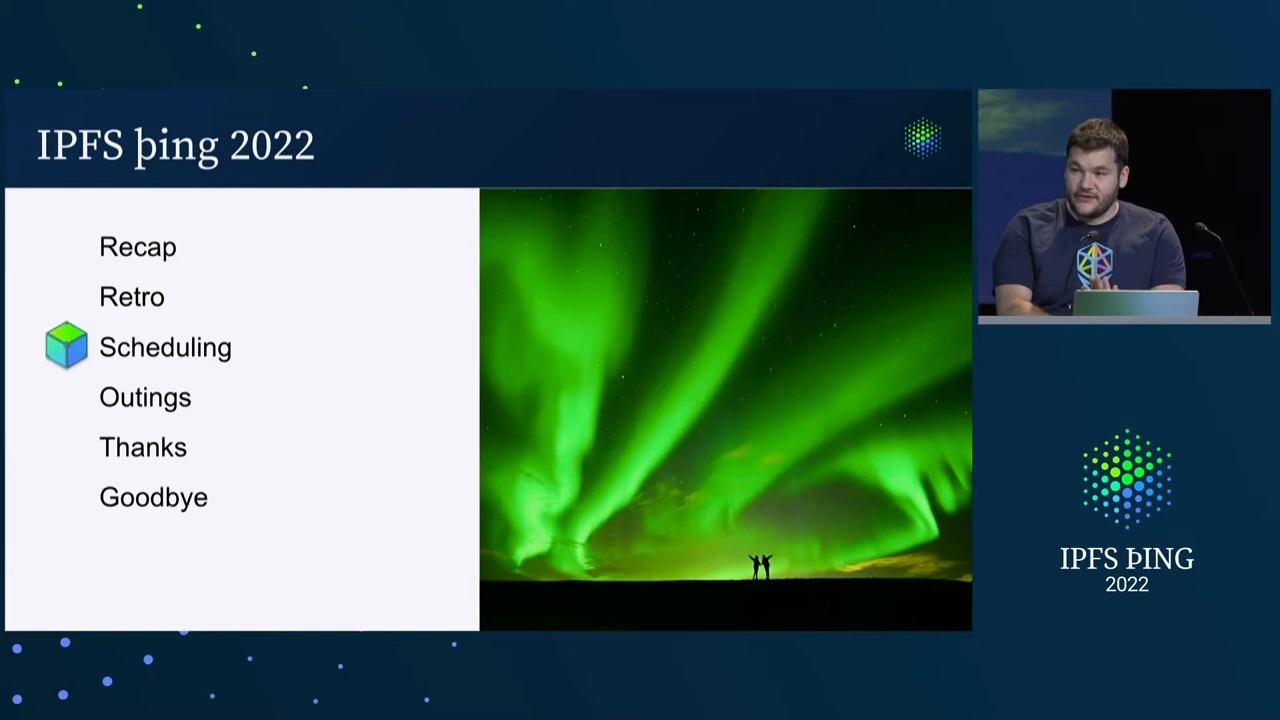 IPFS þing 2022
Recap
Retro
Scheduling
Outings
Thanks
Goodbye
IPFS ÞING
2022